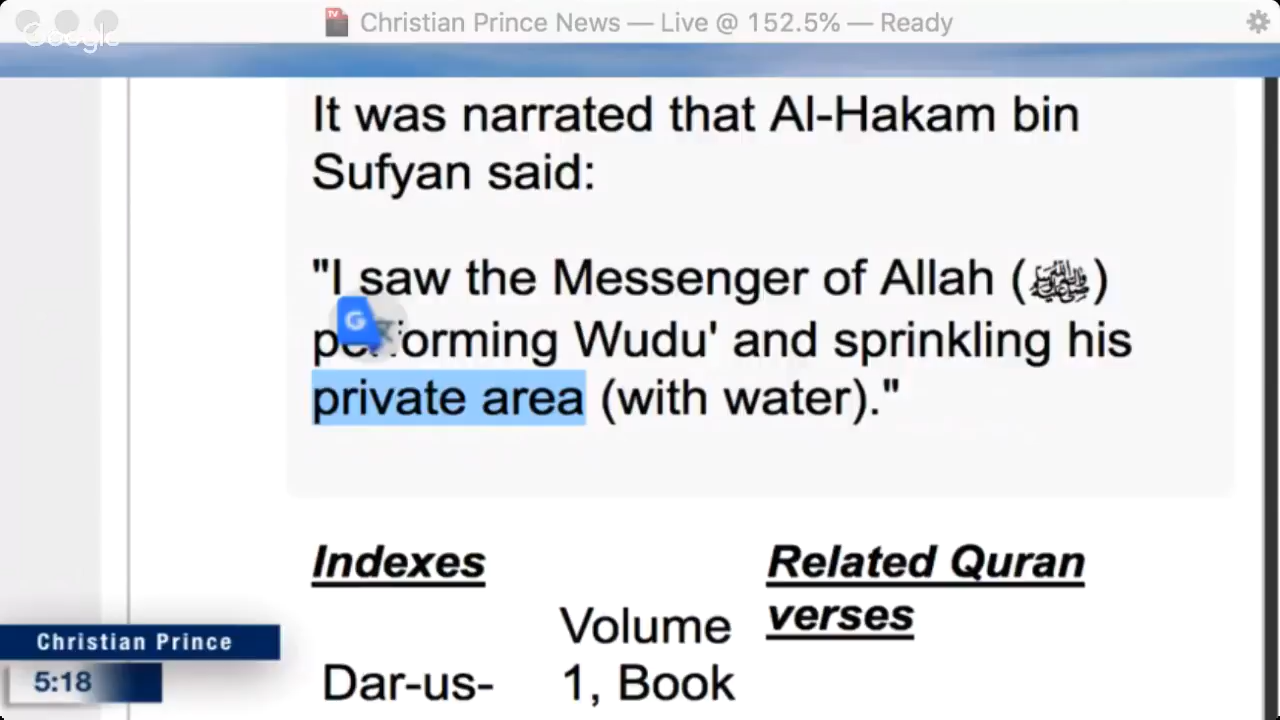 Google
Christian Prince News — Live @ 152.5% — Ready
It was narrated that Al-Hakam bin
Sufyan said:
"I saw the Messenger of Allah (ﷺ)
performing Wudu' and sprinkling his
private area (with water)."
Indexes
Related Quran
verses
Volume
Dar-us-
1, Book
Christian Prince
5:18